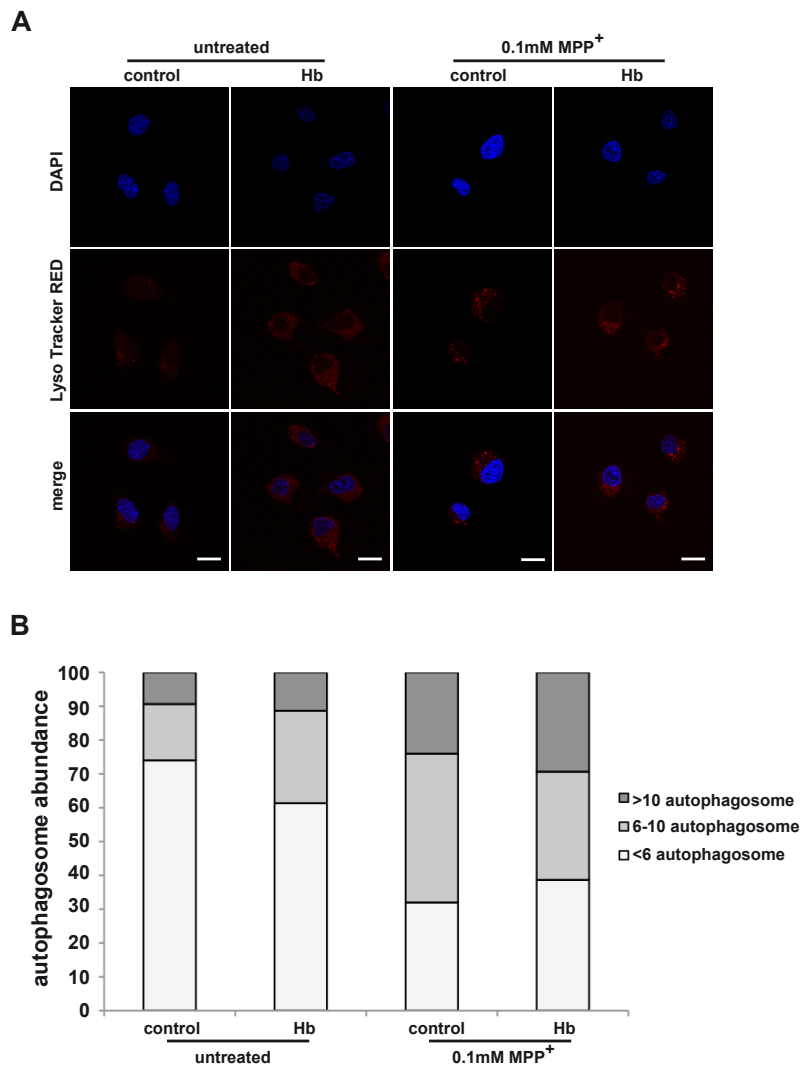 A
untreated
0.1mM MPP+
control
Hb
control
Hb
DAPI
Lyso Tracker RED
merge
B
autophagosome abundance
100
90
80
70
60
50
40
30
20
10
0
>10 autophagosome
6-10 autophagosome
<6 autophagosome
control
Hb
control
Hb
untreated
0.1mM MPP+